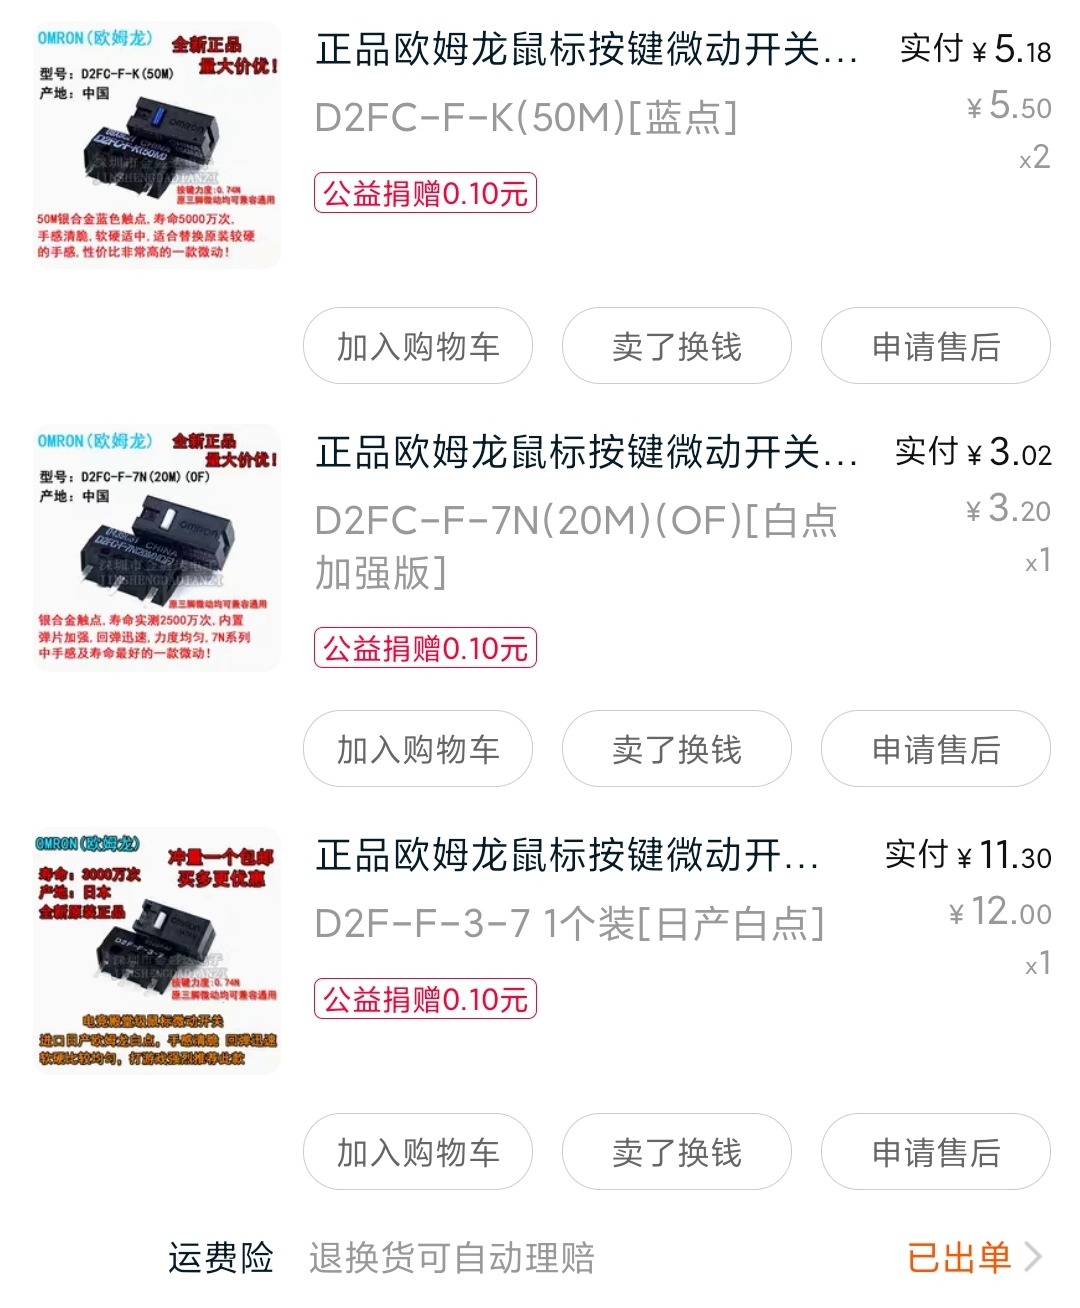 OMRON(欧姆龙)
全新正品
量大价优!
型号: D2FC-F-K(50M)
产地: 中国
按键力度:0.74N
原三脚微动均可兼容通用
50M银合金蓝色触点,寿命5000万次,
手感清脆,软硬适中,适合替换原装较硬
的手感,性价比非常高的一款微动!
正品欧姆龙鼠标按键微动开关...
实付 ¥5.18
D2FC-F-K(50M)[蓝点]
¥5.50
x2
公益捐赠0.10元
加入购物车
卖了换钱
申请售后
OMRON(欧姆龙)
全新正品
量大价优!
型号: D2FC-F-7N(20M)(OF)
产地: 中国
原三脚微动均可兼容通用
银合金触点,寿命实测2500万次,内置
弹片加强,回弹迅速,力度均匀,7N系列
中手感及寿命最好的一款微动!
正品欧姆龙鼠标按键微动开关...
实付 ¥3.02
D2FC-F-7N(20M)(OF)[白点
加强版]
¥3.20
x1
公益捐赠0.10元
加入购物车
卖了换钱
申请售后
OMRON(欧姆龙)
冲量一个包邮
买多更优惠
寿命: 3000万次
产地: 日本
全新原装正品
D2F-F-3-7
按键力度:0.74N
原三脚微动均可兼容通用
电竞殿堂级鼠标微动开关
进口日产欧姆龙白点, 手感清脆 回弹迅速
软硬比较均匀, 打游戏强烈推荐此款
正品欧姆龙鼠标按键微动开...
实付 ¥11.30
D2F-F-3-7 1个装[日产白点]
¥12.00
x1
公益捐赠0.10元
加入购物车
卖了换钱
申请售后
运费险
退换货可自动理赔
已出单